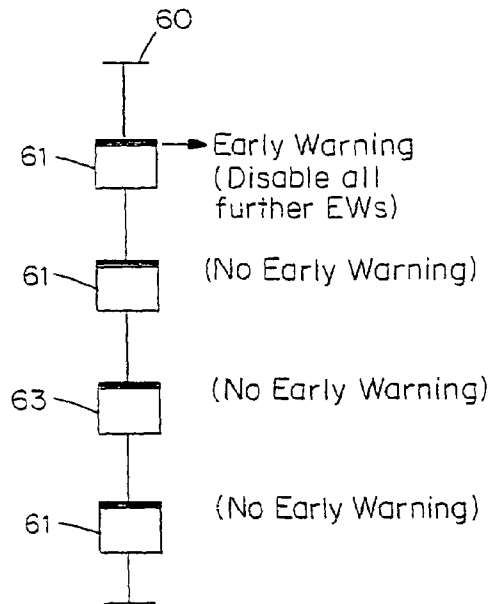 60
61
Early Warning
(Disable all
further EWs)
61
(No Early Warning)
63
(No Early Warning)
61
(No Early Warning)